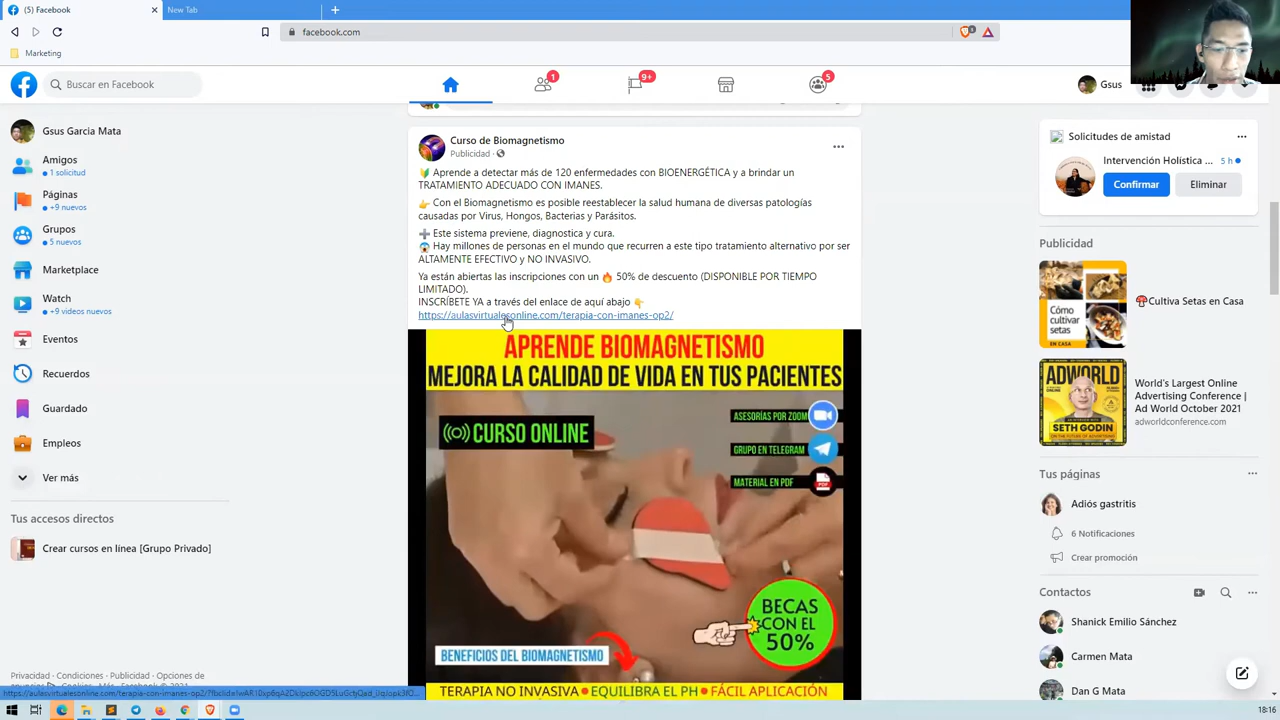 (5) Facebook
New Tab
facebook.com
Marketing
Buscar en Facebook
1
9+
5
Gsus
Gsus Garcia Mata
Amigos
1 solicitud
Páginas
+9 nuevos
Grupos
5 nuevos
Marketplace
Watch
+9 videos nuevos
Eventos
Recuerdos
Guardado
Empleos
Ver más
Tus accesos directos
Crear cursos en línea [Grupo Privado]
Privacidad · Condiciones · Publicidad · Opciones de
Curso de Biomagnetismo
Publicidad ·
Aprende a detectar más de 120 enfermedades con BIOENERGÉTICA y a brindar un
TRATAMIENTO ADECUADO CON IMANES.
Con el Biomagnetismo es posible reestablecer la salud humana de diversas patologías
causadas por Virus, Hongos, Bacterias y Parásitos.
Este sistema previene, diagnostica y cura.
Hay millones de personas en el mundo que recurren a este tipo tratamiento alternativo por ser
ALTAMENTE EFECTIVO y NO INVASIVO.
Ya están abiertas las inscripciones con un 50% de descuento (DISPONIBLE POR TIEMPO
LIMITADO).
INSCRÍBETE YA a través del enlace de aquí abajo
https://aulasvirtualesonline.com/terapia-con-imanes-op2/
APRENDE BIOMAGNETISMO
MEJORA LA CALIDAD DE VIDA EN TUS PACIENTES
CURSO ONLINE
ASESORÍAS POR ZOOM
GRUPO EN TELEGRAM
MATERIAL EN PDF
PDF
BECAS
CON EL
50%
BENEFICIOS DEL BIOMAGNETISMO
TERAPIA NO INVASIVA • EQUILIBRA EL PH • FÁCIL APLICACIÓN
Solicitudes de amistad
Intervención Holística ...
5 h
Confirmar
Eliminar
Publicidad
Cómo
cultivar
setas
EN CASA
Cultiva Setas en Casa
ADWORLD
SETH GODIN
World's Largest Online
Advertising Conference |
Ad World October 2021
adworldconference.com
Tus páginas
Adiós gastritis
6 Notificaciones
Crear promoción
Contactos
Shanick Emilio Sánchez
Carmen Mata
Dan G Mata
18:16